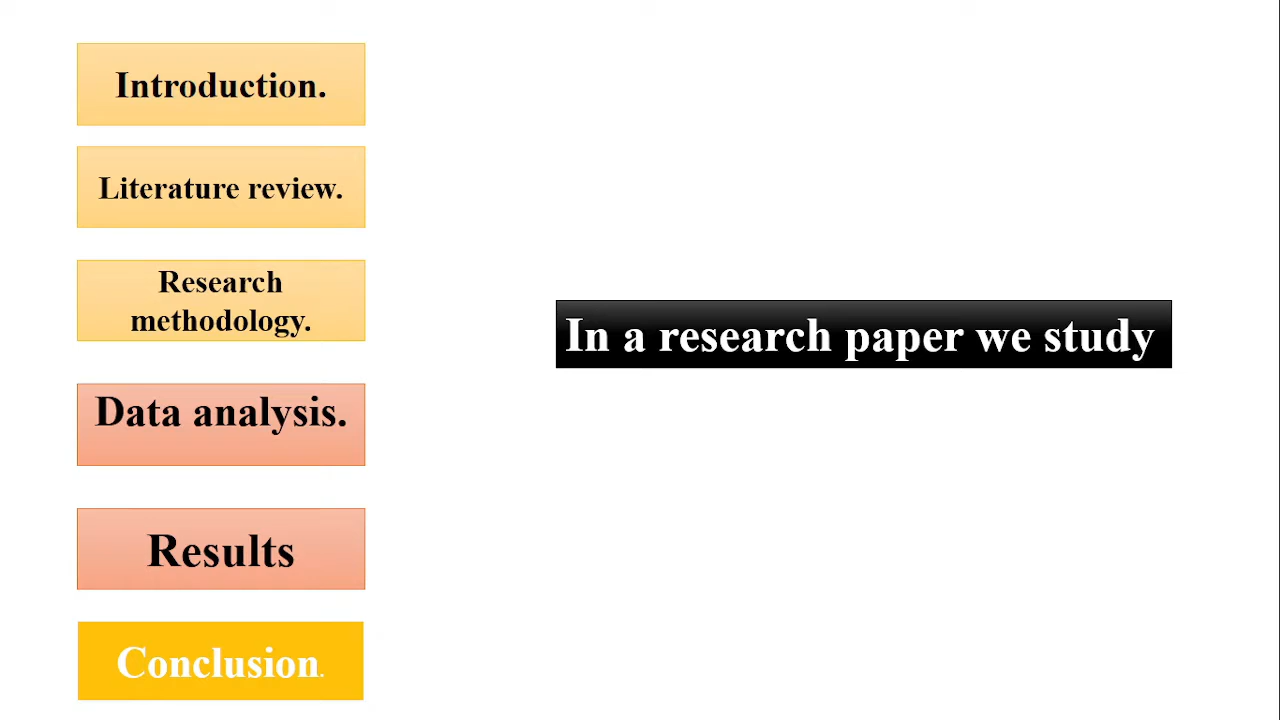 Introduction.
Literature review.
Research
methodology.
Data analysis.
Results
Conclusion.
In a research paper we study